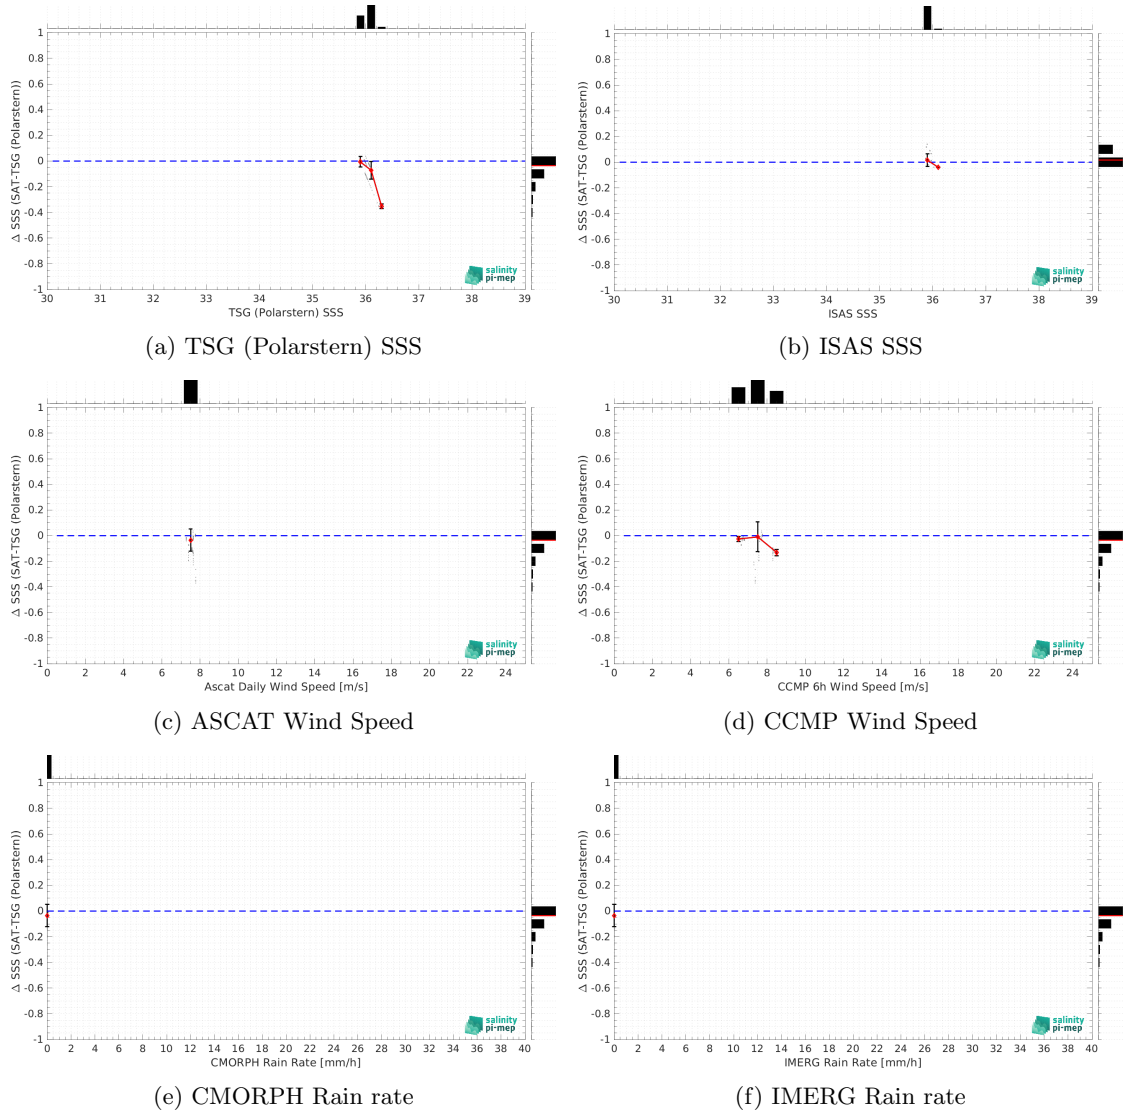 Δ SSS (SAT-TSG (Polarstern))
1
0.8
0.6
0.4
0.2
0
-0.2
-0.4
-0.6
-0.8
-1
30 31 32 33 34 35 36 37 38 39
TSG (Polarstern) SSS
salinity
pi-mep
(a) TSG (Polarstern) SSS
Δ SSS (SAT-TSG (Polarstern))
1
0.8
0.6
0.4
0.2
0
-0.2
-0.4
-0.6
-0.8
-1
30 31 32 33 34 35 36 37 38 39
ISAS SSS
salinity
pi-mep
(b) ISAS SSS
Δ SSS (SAT-TSG (Polarstern))
1
0.8
0.6
0.4
0.2
0
-0.2
-0.4
-0.6
-0.8
-1
0 2 4 6 8 10 12 14 16 18 20 22 24
Ascat Daily Wind Speed [m/s]
salinity
pi-mep
(c) ASCAT Wind Speed
Δ SSS (SAT-TSG (Polarstern))
1
0.8
0.6
0.4
0.2
0
-0.2
-0.4
-0.6
-0.8
-1
0 2 4 6 8 10 12 14 16 18 20 22 24
CCMP 6h Wind Speed [m/s]
salinity
pi-mep
(d) CCMP Wind Speed
Δ SSS (SAT-TSG (Polarstern))
1
0.8
0.6
0.4
0.2
0
-0.2
-0.4
-0.6
-0.8
-1
0 2 4 6 8 10 12 14 16 18 20 22 24 26 28 30 32 34 36 38 40
CMORPH Rain Rate [mm/h]
salinity
pi-mep
(e) CMORPH Rain rate
Δ SSS (SAT-TSG (Polarstern))
1
0.8
0.6
0.4
0.2
0
-0.2
-0.4
-0.6
-0.8
-1
0 2 4 6 8 10 12 14 16 18 20 22 24 26 28 30 32 34 36 38 40
IMERG Rain Rate [mm/h]
salinity
pi-mep
(f) IMERG Rain rate